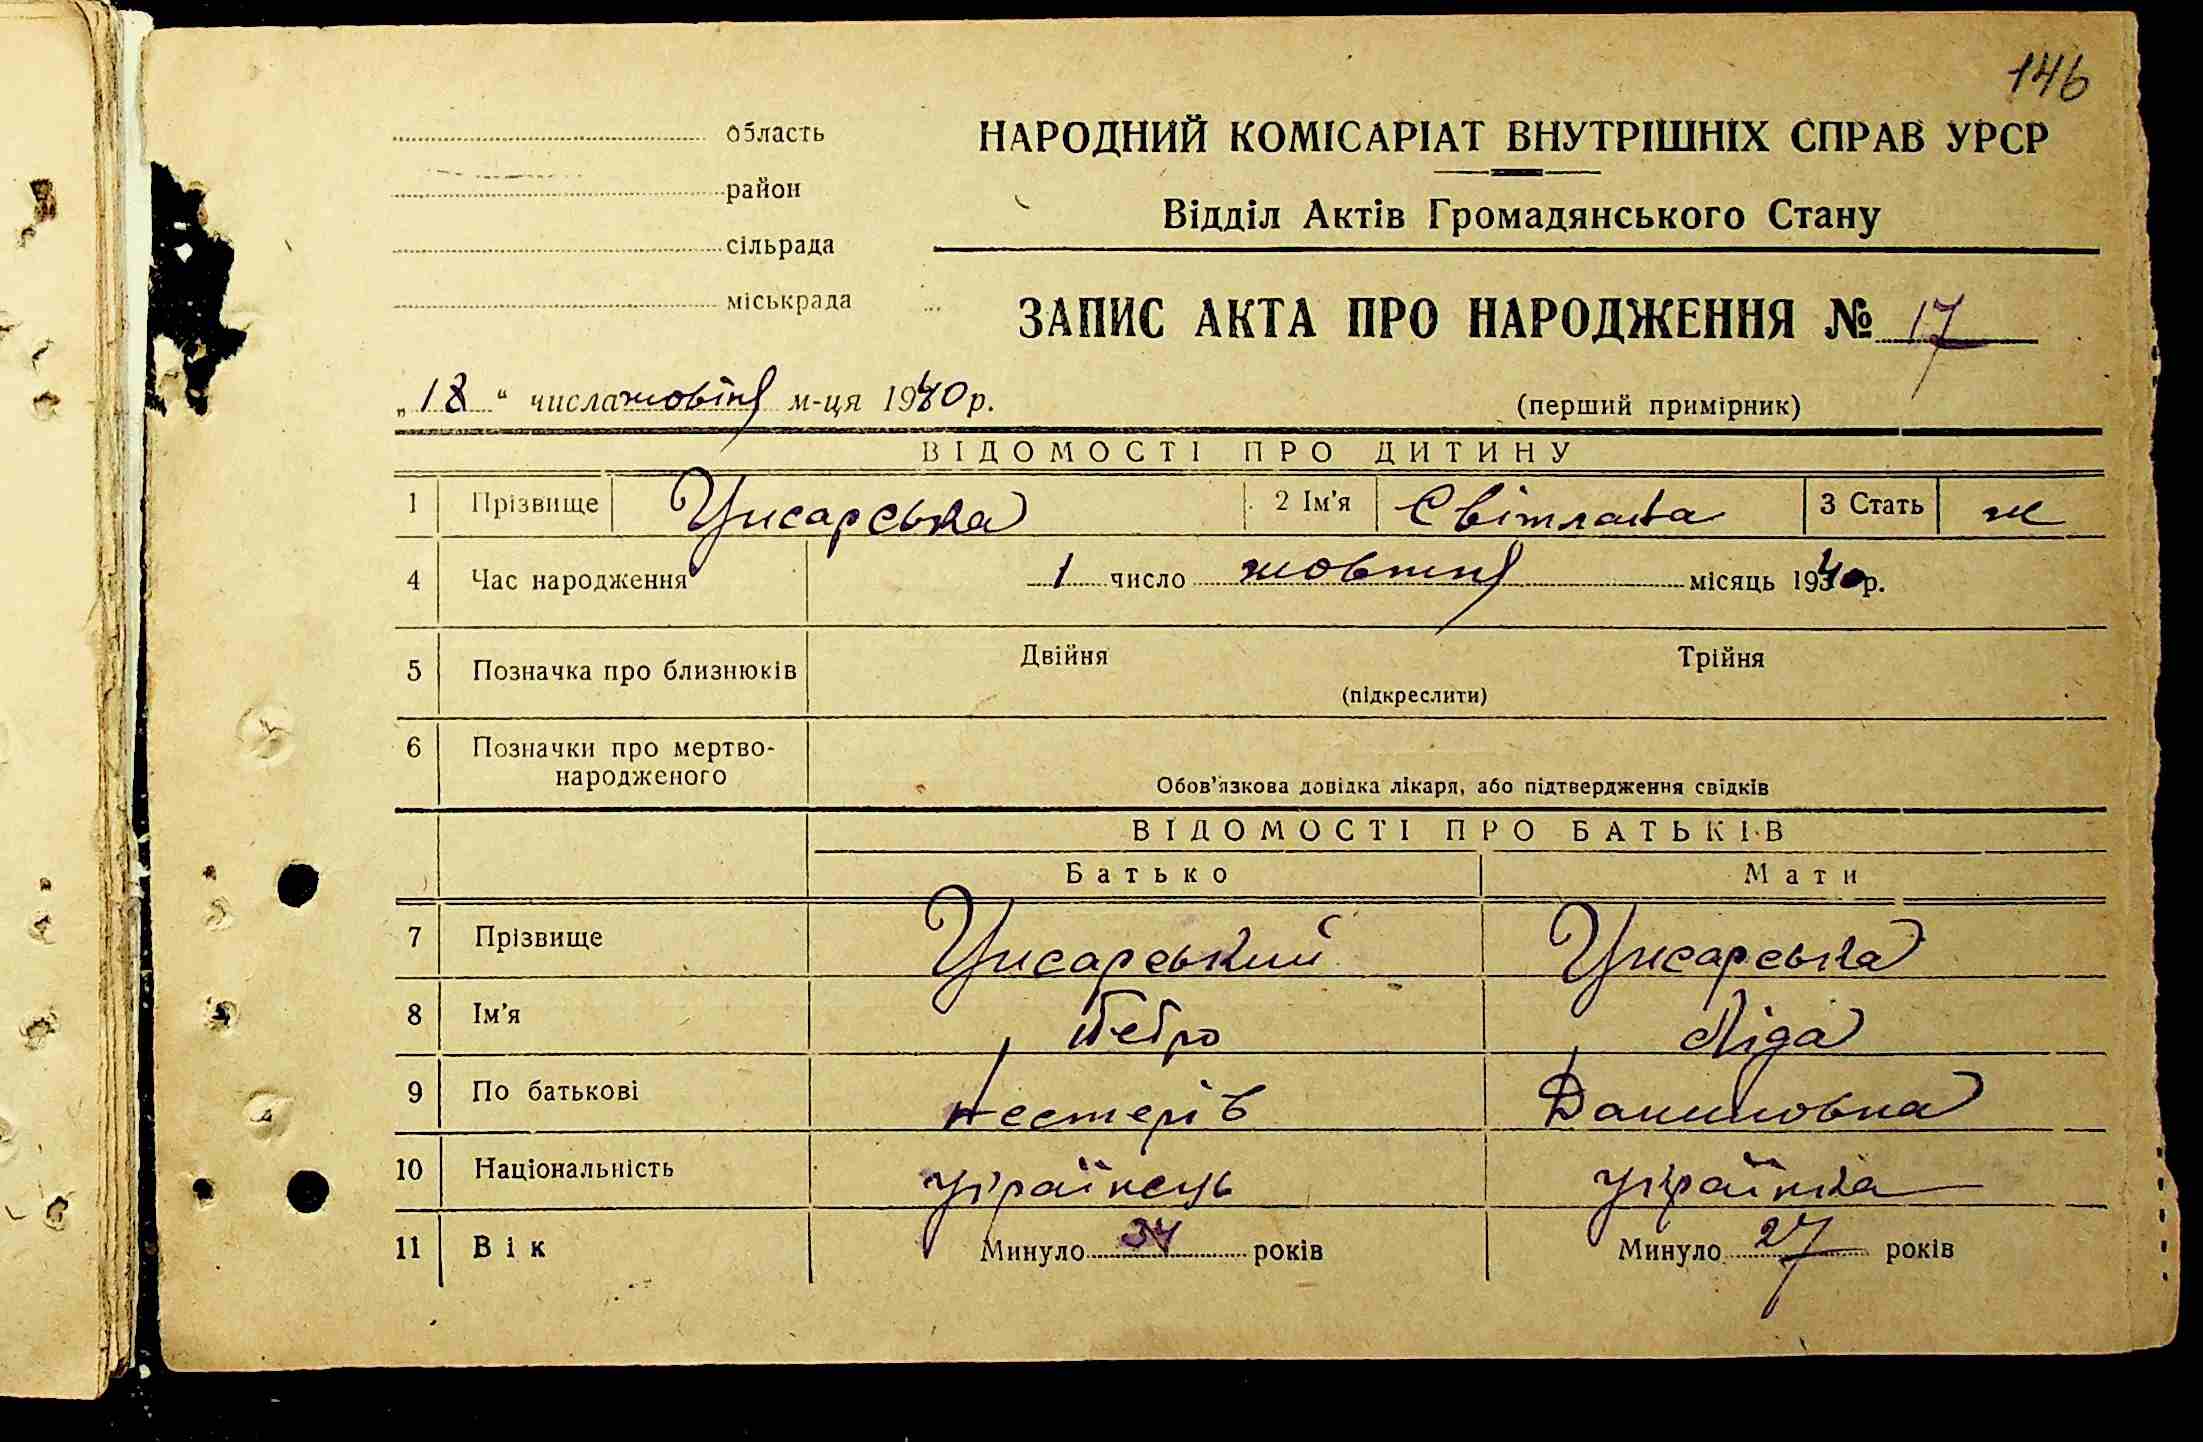 146
область
район
сільрада
міськрада
НАРОДНИЙ КОМІСАРІАТ ВНУТРІШНІХ СПРАВ УРСР
Відділ Актів Громадянського Стану
ЗАПИС АКТА ПРО НАРОДЖЕННЯ № 17
„18“ числа жовтня м-ця 1940 р.
(перший примірник)
ВІДОМОСТІ ПРО ДИТИНУ
1 Прізвище Цисарська 2 Ім'я Світлана 3 Стать ж
4 Час народження 1 число жовтня місяць 1940 р.
5 Позначка про близнюків Двійня Трійня
(підкреслити)
6 Позначки про мертво-
народженого
Обов'язкова довідка лікаря, або підтвердження свідків
ВІДОМОСТІ ПРО БАТЬКІВ
Батько Мати
7 Прізвище Цисарський Цисарська
8 Ім'я Петро Ліда
9 По батькові Нестерів Даниловна
10 Національність українець українка
11 Вік Минуло 34 років Минуло 27 років